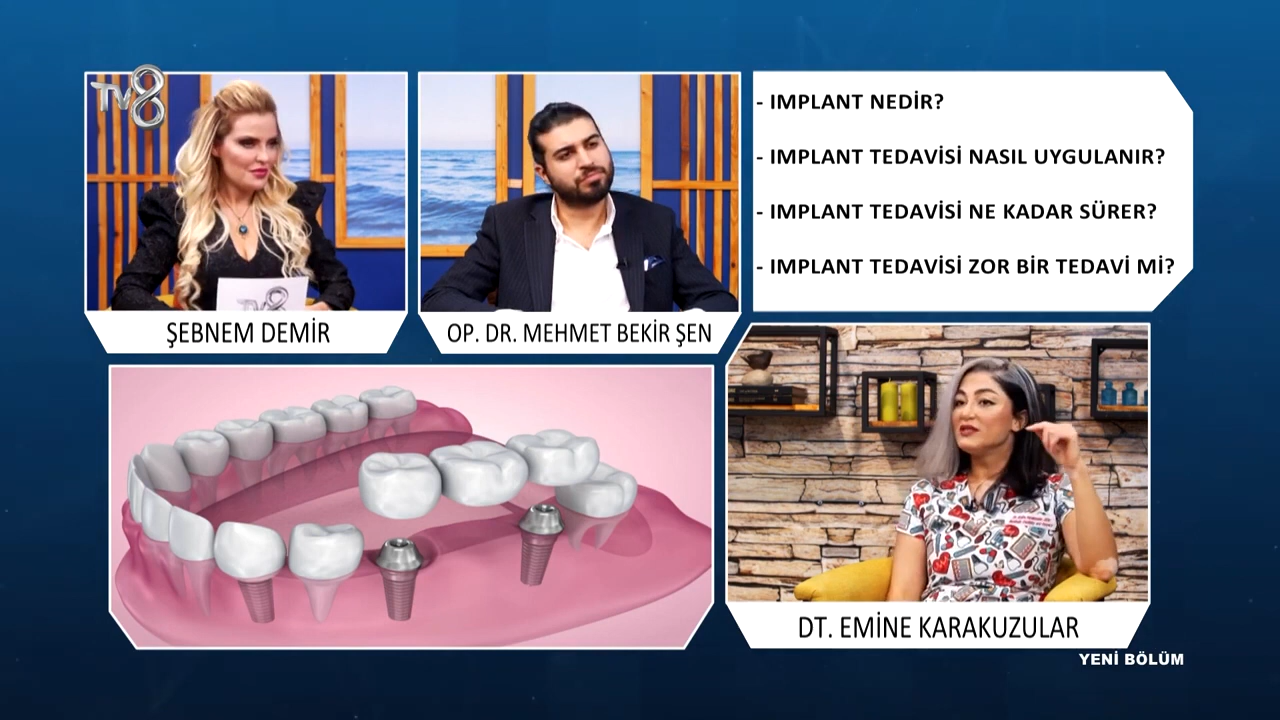 TV8
- IMPLANT NEDİR?
- IMPLANT TEDAVİSİ NASIL UYGULANIR?
- IMPLANT TEDAVİSİ NE KADAR SÜRER?
- IMPLANT TEDAVİSİ ZOR BİR TEDAVİ Mİ?
TV8
ŞEBNEM DEMİR
OP. DR. MEHMET BEKİR ŞEN
DT. EMİNE KARAKUZULAR
YENİ BÖLÜM